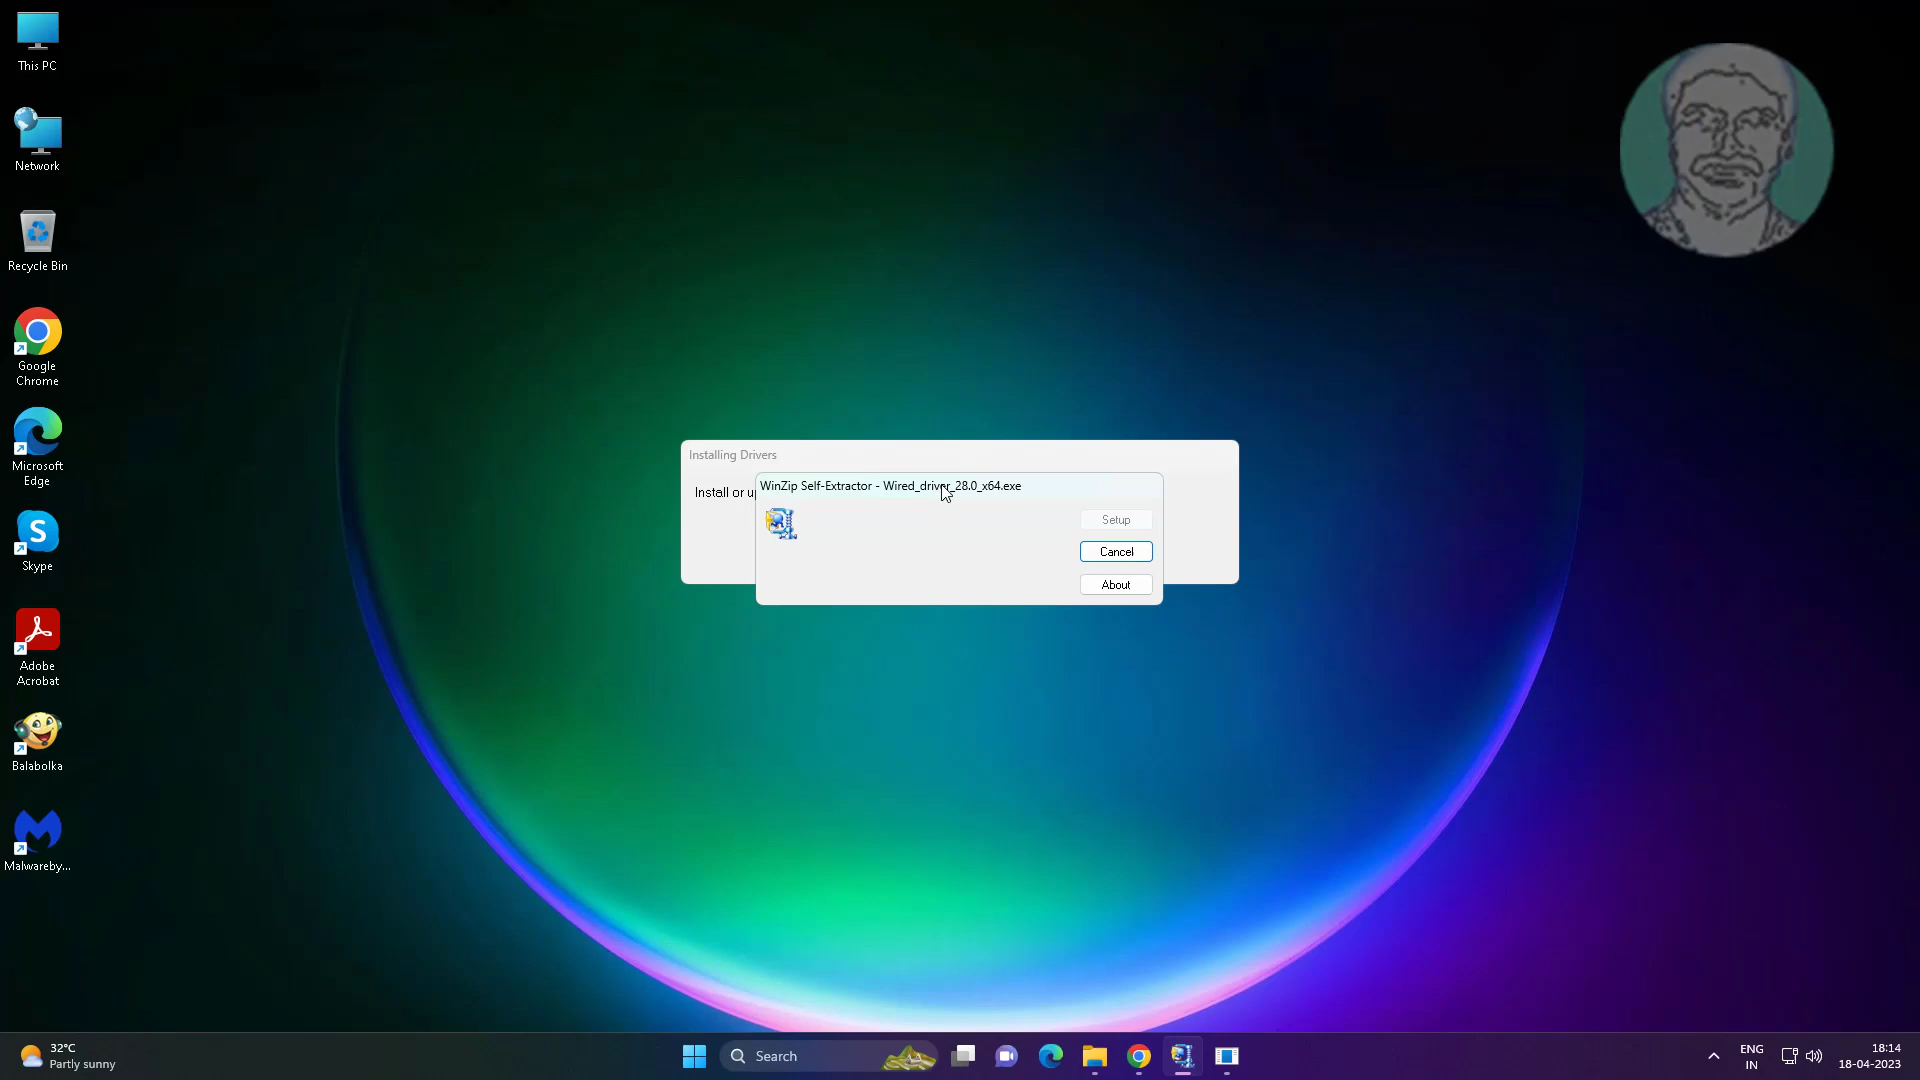 This PC
Network
Recycle Bin
Google
Chrome
Microsoft
Edge
Skype
Adobe
Acrobat
Balabolka
Malwareby...
Installing Drivers
Install or u
WinZip Self-Extractor - Wired_driver_28.0_x64.exe
Setup
Cancel
About
32°C
Partly sunny
Search
ENG
IN
18:14
18-04-2023